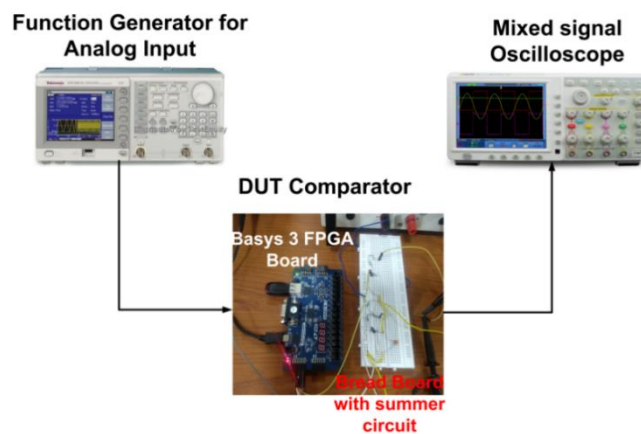 Function Generator for
Analog Input
Mixed signal
Oscilloscope
Tektronix
DUT Comparator
Basys 3 FPGA
Board
Bread Board
with summer
circuit